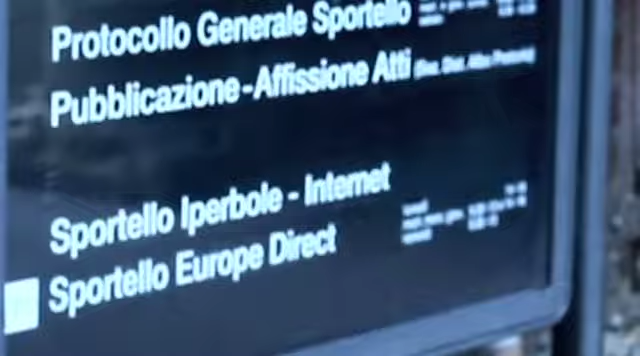 Protocollo Generale Sportello
Pubblicazione-Affissione Atti
Sportello Iperbole - Internet
Sportello Europe Direct